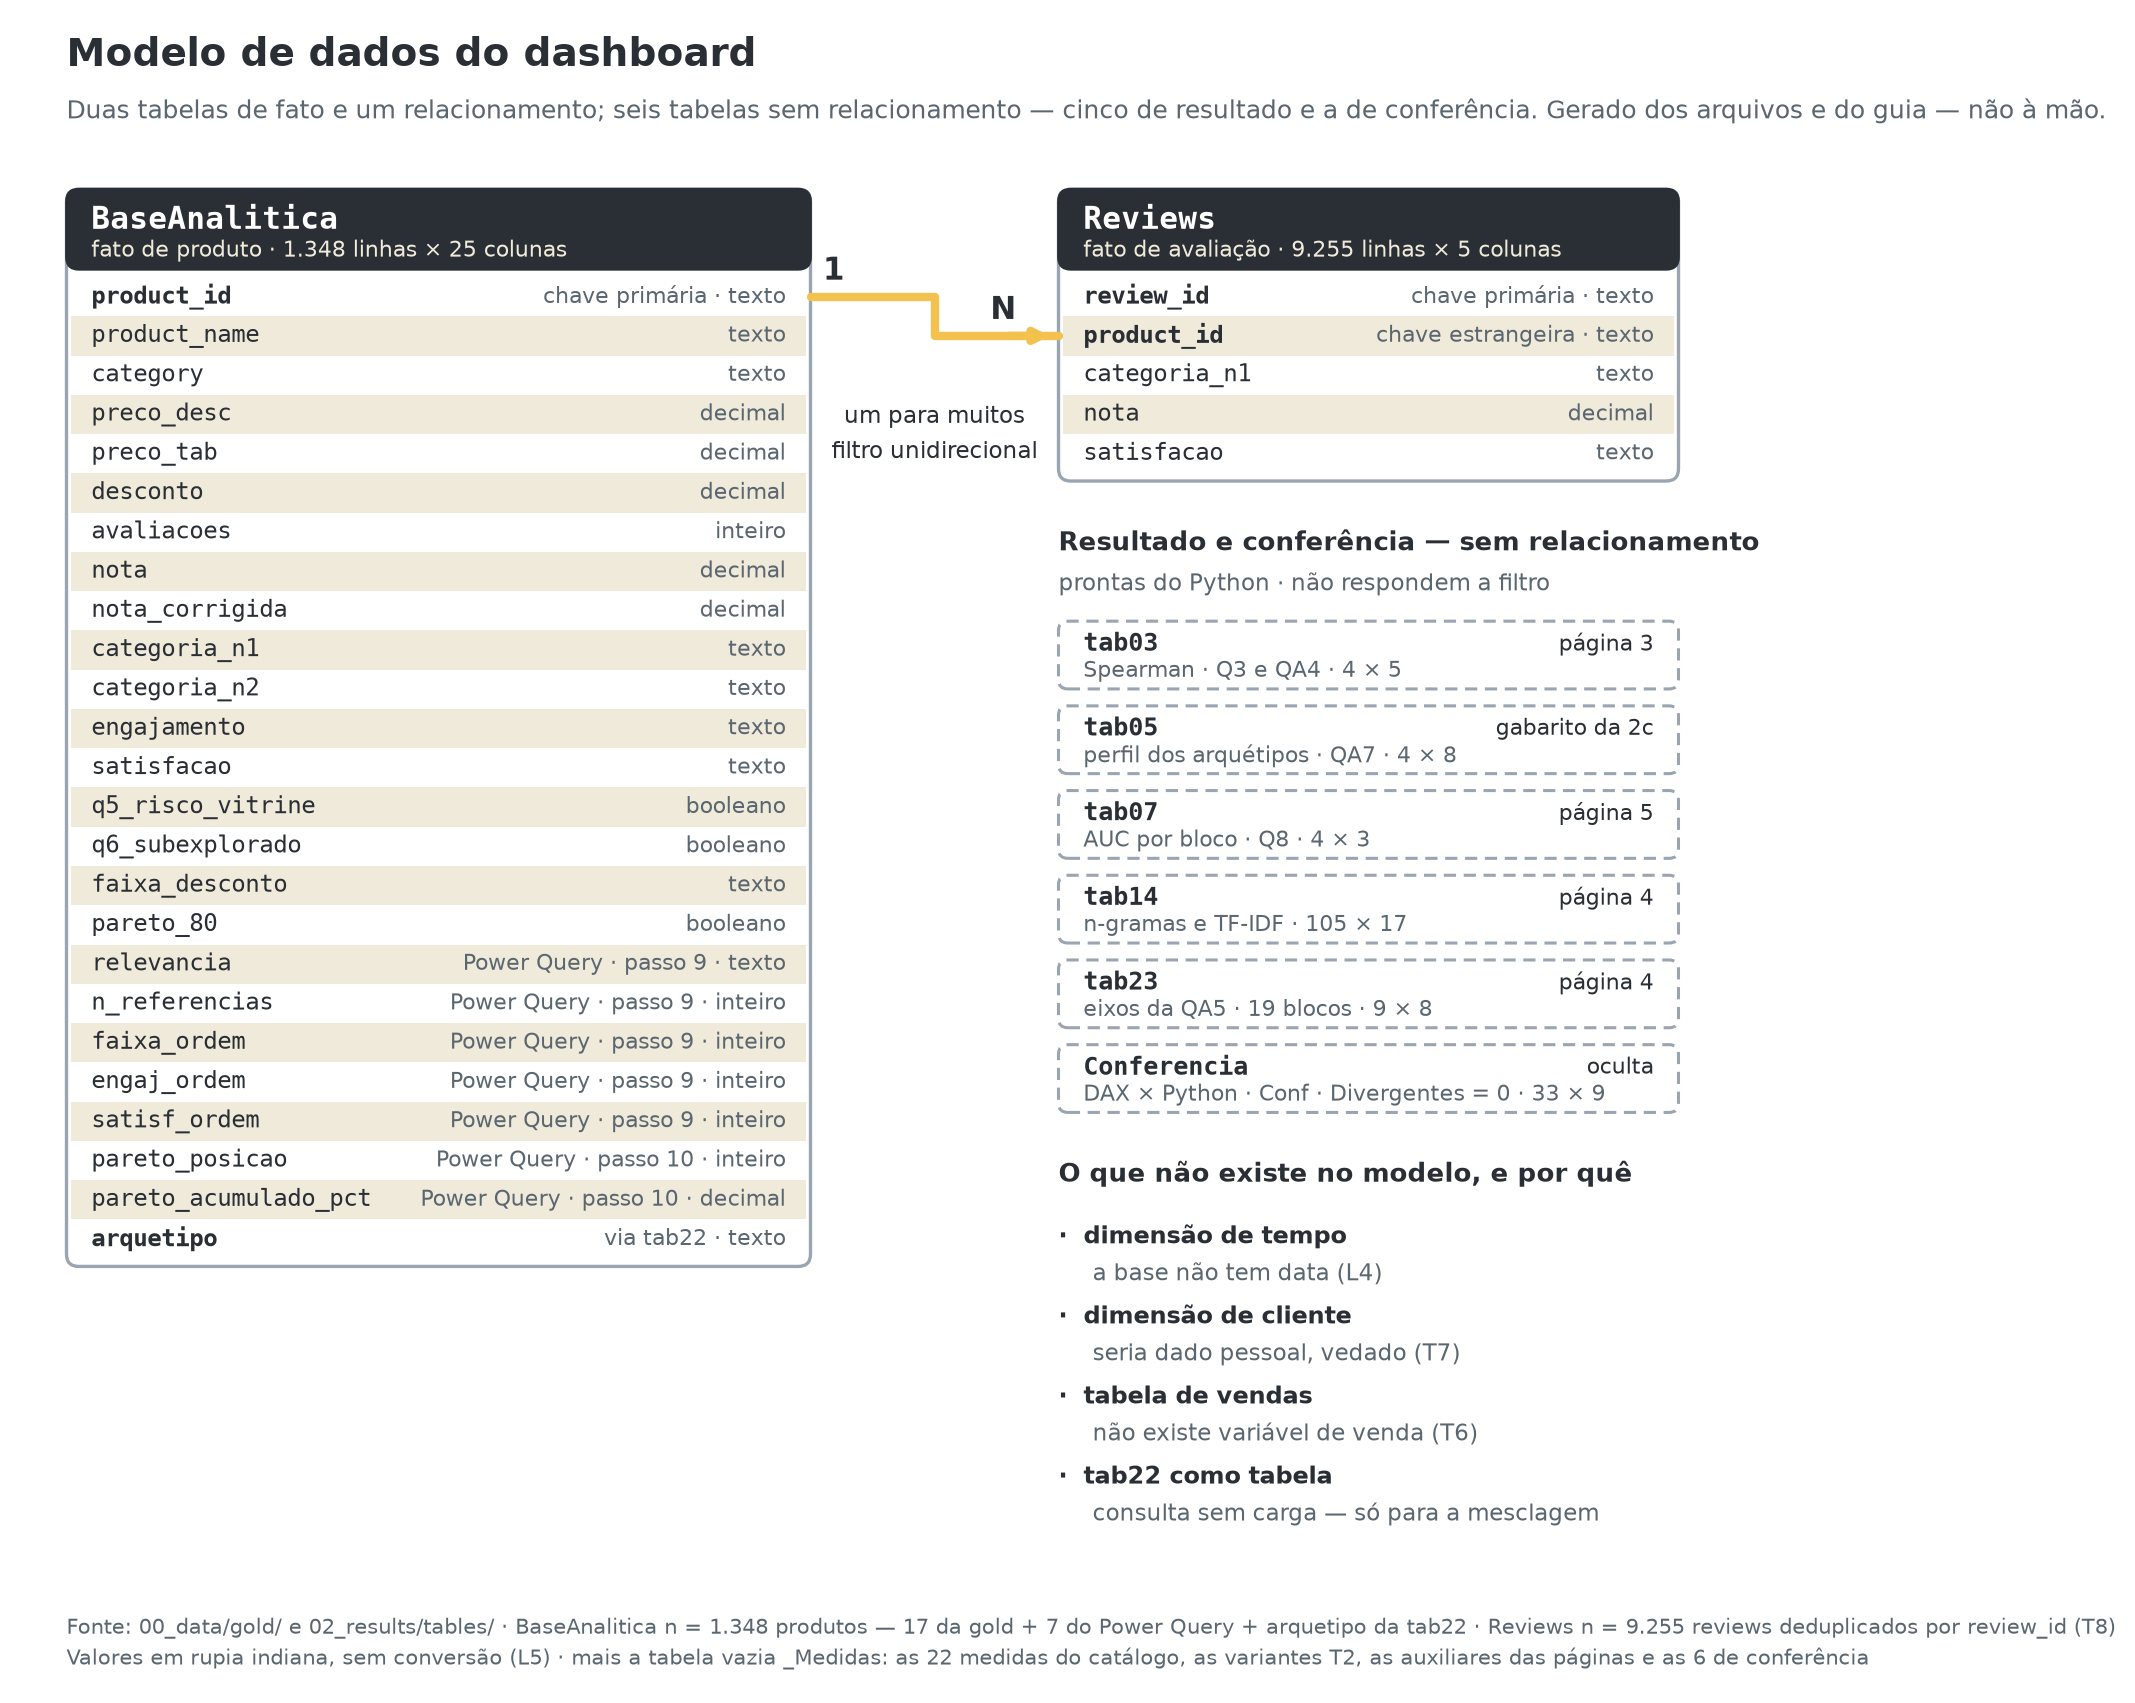 Modelo de dados do dashboard
Duas tabelas de fato e um relacionamento; seis tabelas sem relacionamento — cinco de resultado e a de conferência. Gerado dos arquivos e do guia — não à mão.
BaseAnalitica
fato de produto · 1.348 linhas × 25 colunas
product_id chave primária · texto
product_name texto
category texto
preco_desc decimal
preco_tab decimal
desconto decimal
avaliacoes inteiro
nota decimal
nota_corrigida decimal
categoria_n1 texto
categoria_n2 texto
engajamento texto
satisfacao texto
q5_risco_vitrine booleano
q6_subexplorado booleano
faixa_desconto texto
pareto_80 booleano
relevancia Power Query · passo 9 · texto
n_referencias Power Query · passo 9 · inteiro
faixa_ordem Power Query · passo 9 · inteiro
engaj_ordem Power Query · passo 9 · inteiro
satisf_ordem Power Query · passo 9 · inteiro
pareto_posicao Power Query · passo 10 · inteiro
pareto_acumulado_pct Power Query · passo 10 · decimal
arquetipo via tab22 · texto
1
N
um para muitos
filtro unidirecional
Reviews
fato de avaliação · 9.255 linhas × 5 colunas
review_id chave primária · texto
product_id chave estrangeira · texto
categoria_n1 texto
nota decimal
satisfacao texto
Resultado e conferência — sem relacionamento
prontas do Python · não respondem a filtro
tab03 página 3
Spearman · Q3 e QA4 · 4 × 5
tab05 gabarito da 2c
perfil dos arquétipos · QA7 · 4 × 8
tab07 página 5
AUC por bloco · Q8 · 4 × 3
tab14 página 4
n-gramas e TF-IDF · 105 × 17
tab23 página 4
eixos da QA5 · 19 blocos · 9 × 8
Conferencia oculta
DAX × Python · Conf · Divergentes = 0 · 33 × 9
O que não existe no modelo, e por quê
· dimensão de tempo
a base não tem data (L4)
· dimensão de cliente
seria dado pessoal, vedado (T7)
· tabela de vendas
não existe variável de venda (T6)
· tab22 como tabela
consulta sem carga — só para a mesclagem
Fonte: 00_data/gold/ e 02_results/tables/ · BaseAnalitica n = 1.348 produtos — 17 da gold + 7 do Power Query + arquetipo da tab22 · Reviews n = 9.255 reviews deduplicados por review_id (T8)
Valores em rupia indiana, sem conversão (L5) · mais a tabela vazia _Medidas: as 22 medidas do catálogo, as variantes T2, as auxiliares das páginas e as 6 de conferência